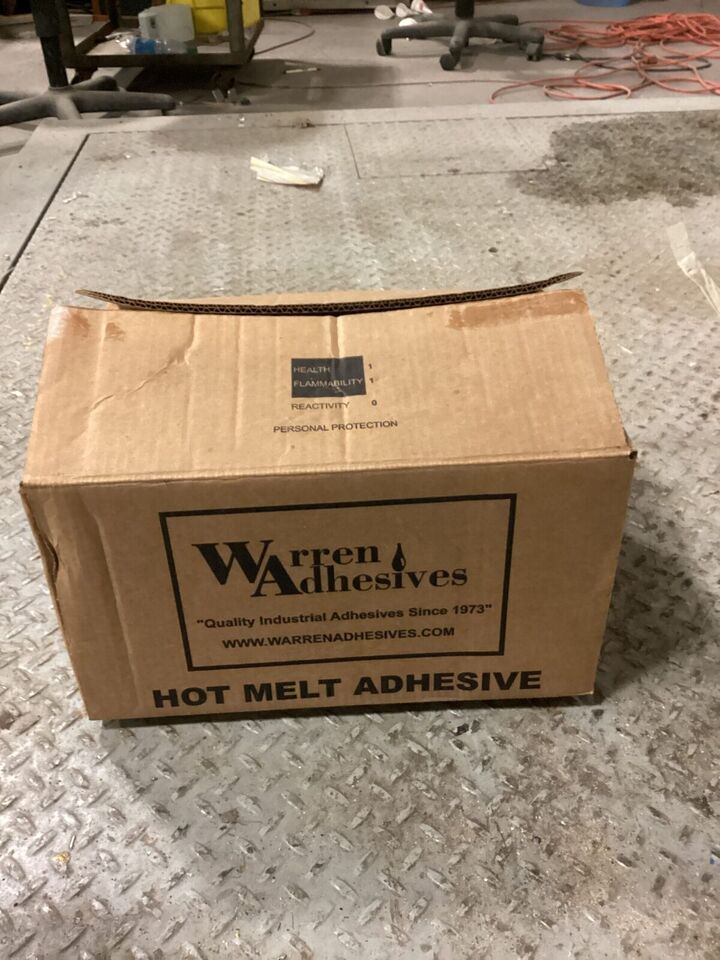 HEALTH 1
FLAMMABILITY 1
REACTIVITY 0
PERSONAL PROTECTION
Warren
Adhesives
"Quality Industrial Adhesives Since 1973"
WWW.WARRENADHESIVES.COM
HOT MELT ADHESIVE